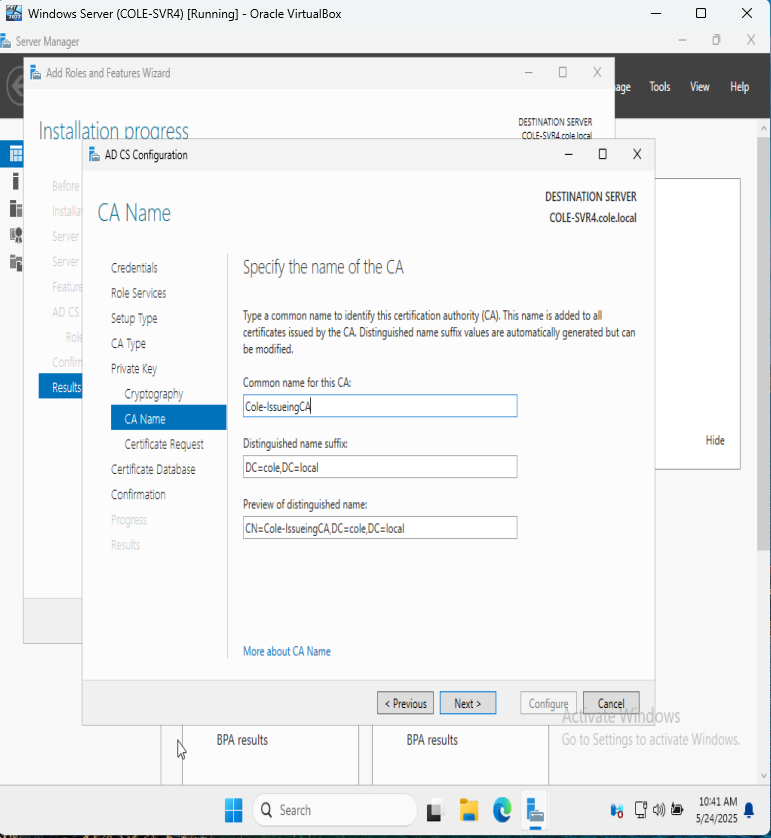 Windows Server (COLE-SVR4) [Running] - Oracle VirtualBox
Server Manager
Manage Tools View Help
Add Roles and Features Wizard
Installation progress
DESTINATION SERVER
COLE-SVR4.cole.local
Before
Installa
Server
Server
Feature
AD CS
Role
Confirm
Results
AD CS Configuration
CA Name
DESTINATION SERVER
COLE-SVR4.cole.local
Credentials
Role Services
Setup Type
CA Type
Private Key
Cryptography
CA Name
Certificate Request
Certificate Database
Confirmation
Progress
Results
Specify the name of the CA
Type a common name to identify this certification authority (CA). This name is added to all
certificates issued by the CA. Distinguished name suffix values are automatically generated but can
be modified.
Common name for this CA:
Cole-IssueingCA
Distinguished name suffix:
DC=cole,DC=local
Preview of distinguished name:
CN=Cole-IssueingCA,DC=cole,DC=local
More about CA Name
< Previous
Next >
Configure
Cancel
Hide
BPA results
BPA results
Activate Windows
Go to Settings to activate Windows.
Search
10:41 AM
5/24/2025